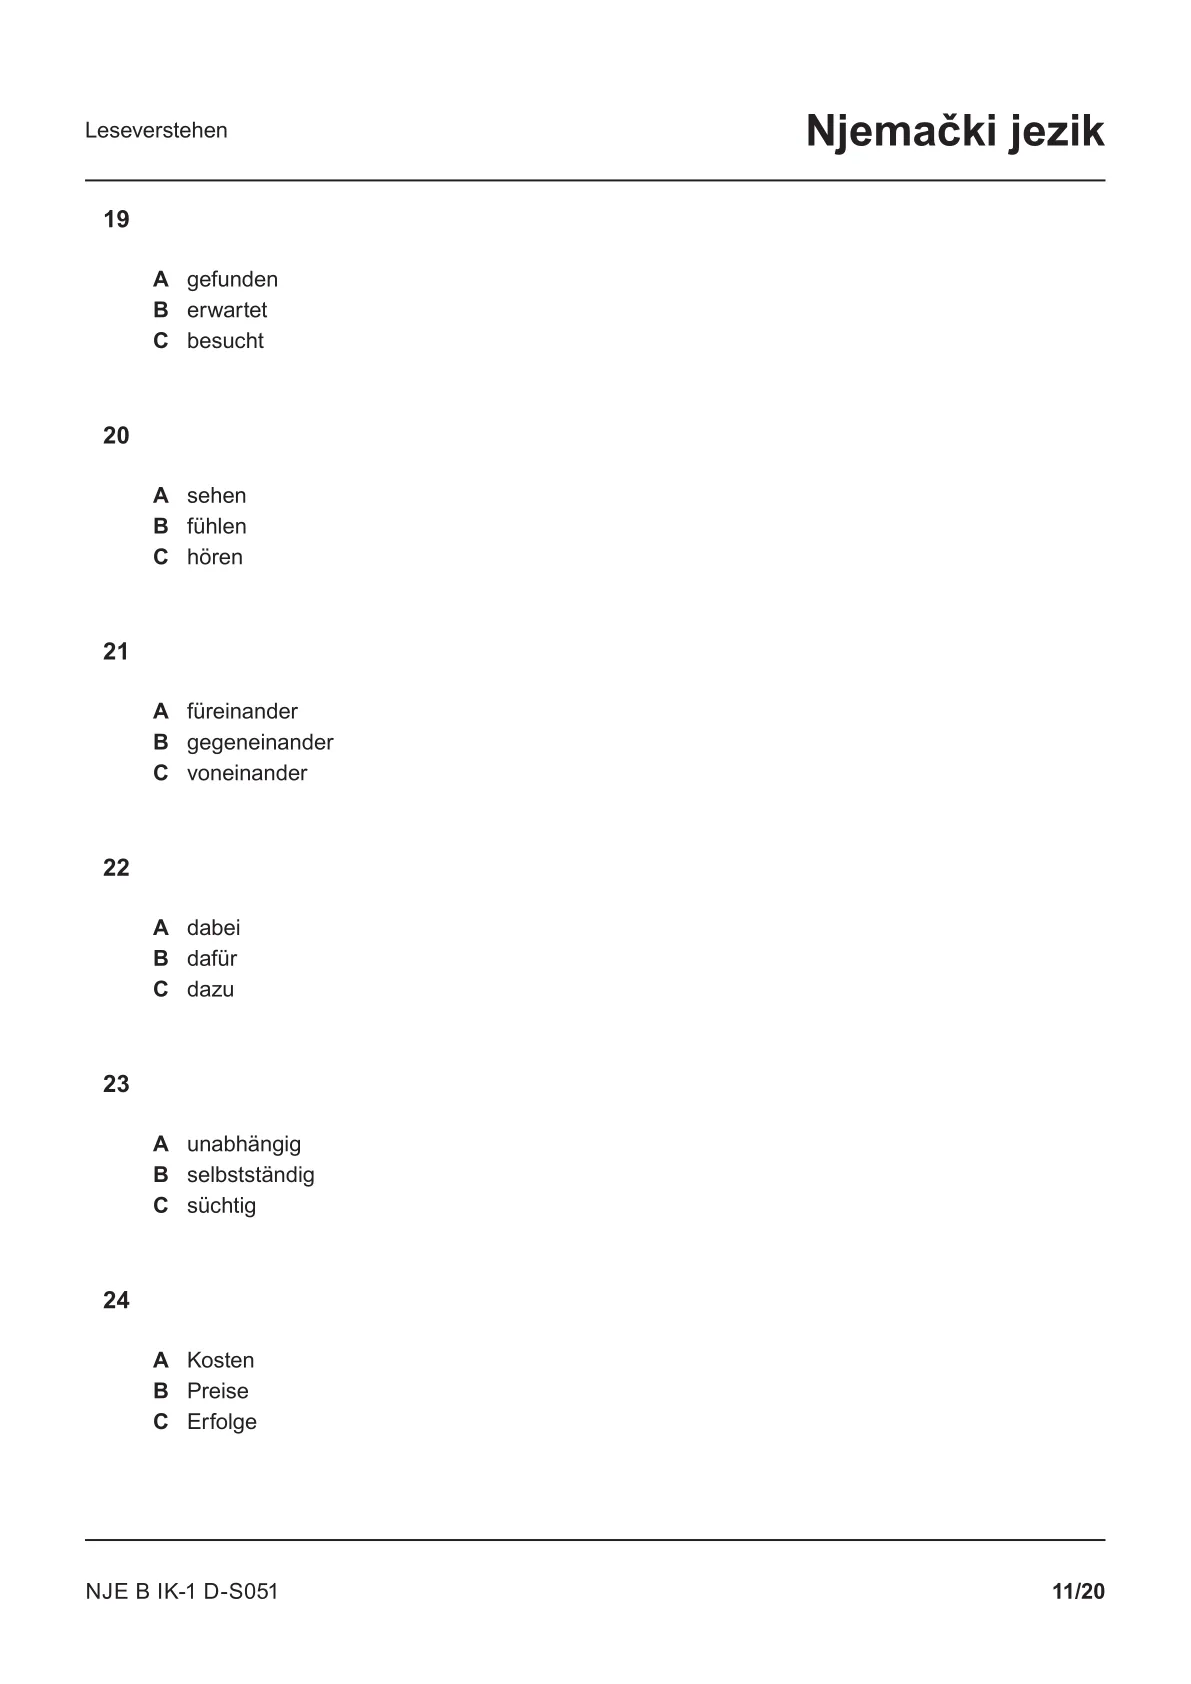 Leseverstehen
Njemački jezik
19
A gefunden
B erwartet
C besucht
20
A sehen
B fühlen
C hören
21
A füreinander
B gegeneinander
C voneinander
22
A dabei
B dafür
C dazu
23
A unabhängig
B selbstständig
C süchtig
24
A Kosten
B Preise
C Erfolge
NJE B IK-1 D-S051
11/20